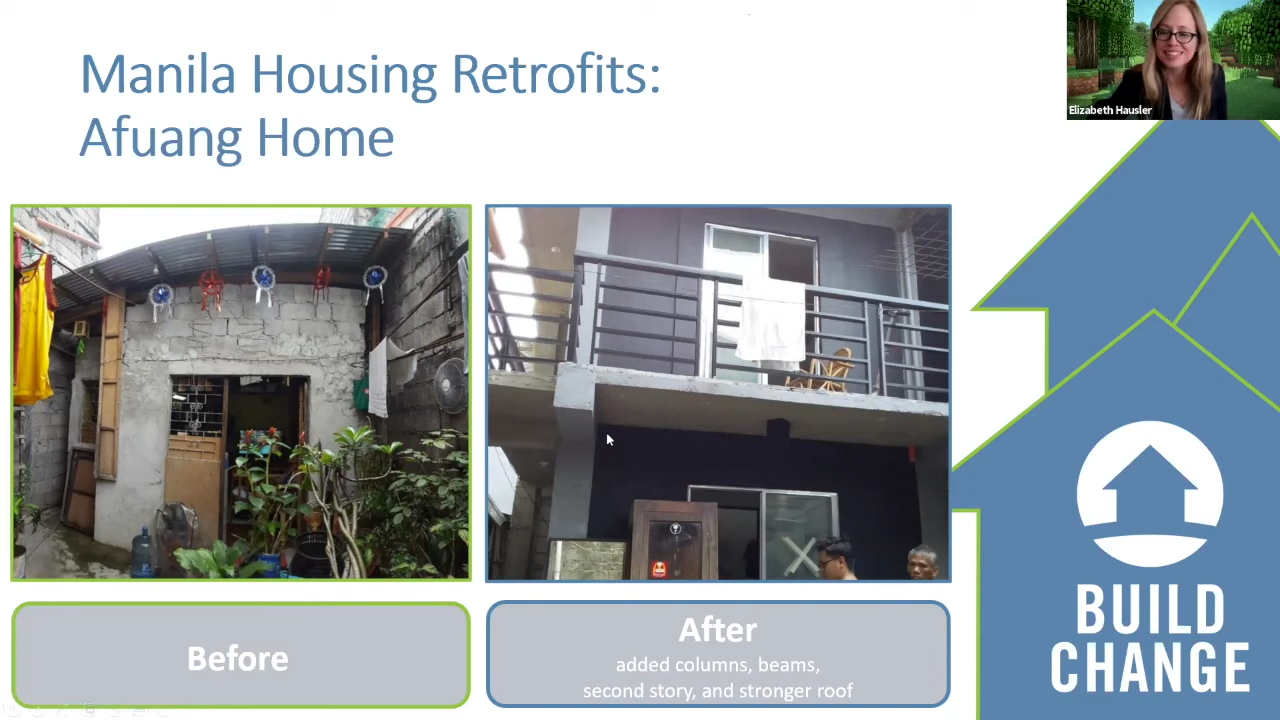 Manila Housing Retrofits:
Afuang Home
Elizabeth Hausler
Before
After
added columns, beams,
second story, and stronger roof
BUILD
CHANGE